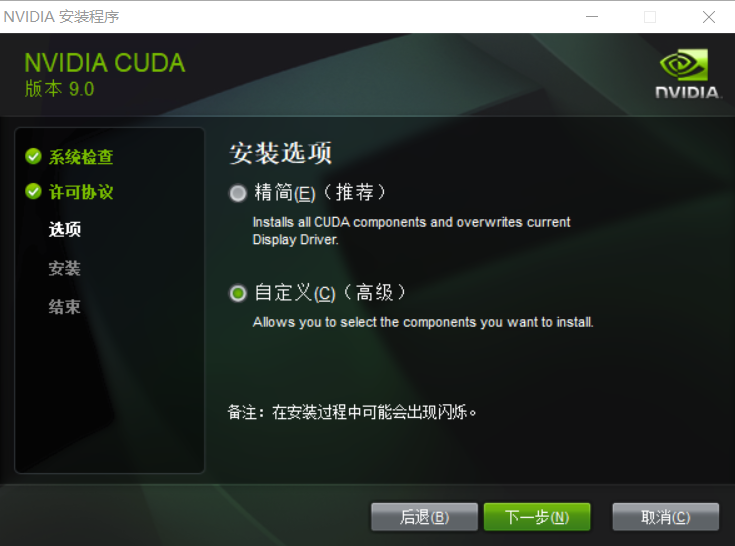 NVIDIA 安装程序
NVIDIA CUDA
版本 9.0
NVIDIA.
系统检查
许可协议
选项
安装
结束
安装选项
精简(E)（推荐）
Installs all CUDA components and overwrites current
Display Driver.
自定义(C)（高级）
Allows you to select the components you want to install.
备注：在安装过程中可能会出现闪烁。
后退(B)
下一步(N)
取消(C)